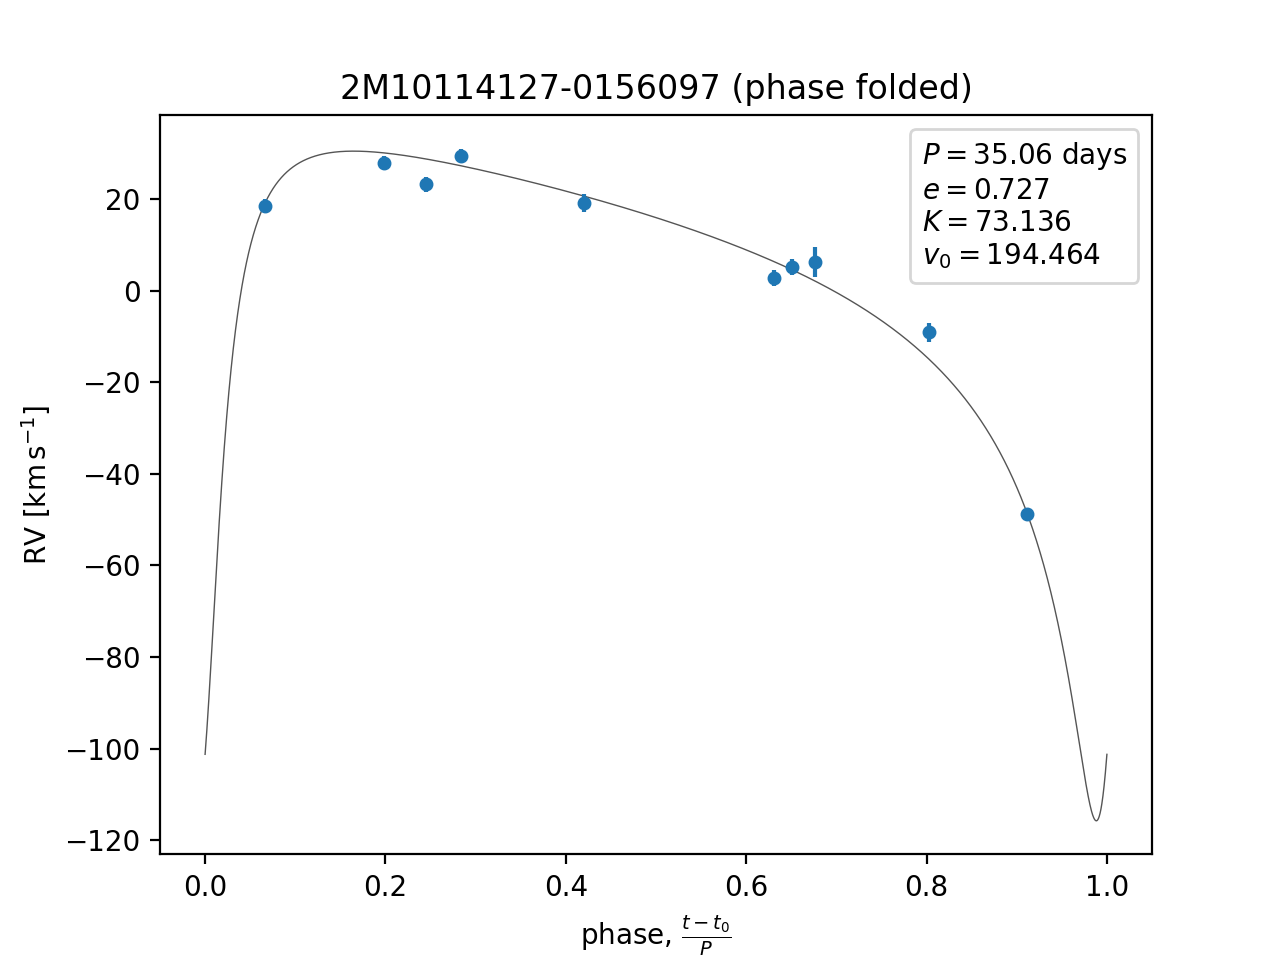 2M10114127-0156097 (phase folded)
P = 35.06 days
e = 0.727
K = 73.136
v₀ = 194.464
20
0
−20
−40
−60
−80
−100
−120
RV [km s⁻¹]
0.0 0.2 0.4 0.6 0.8 1.0
phase, (t − t₀)/P